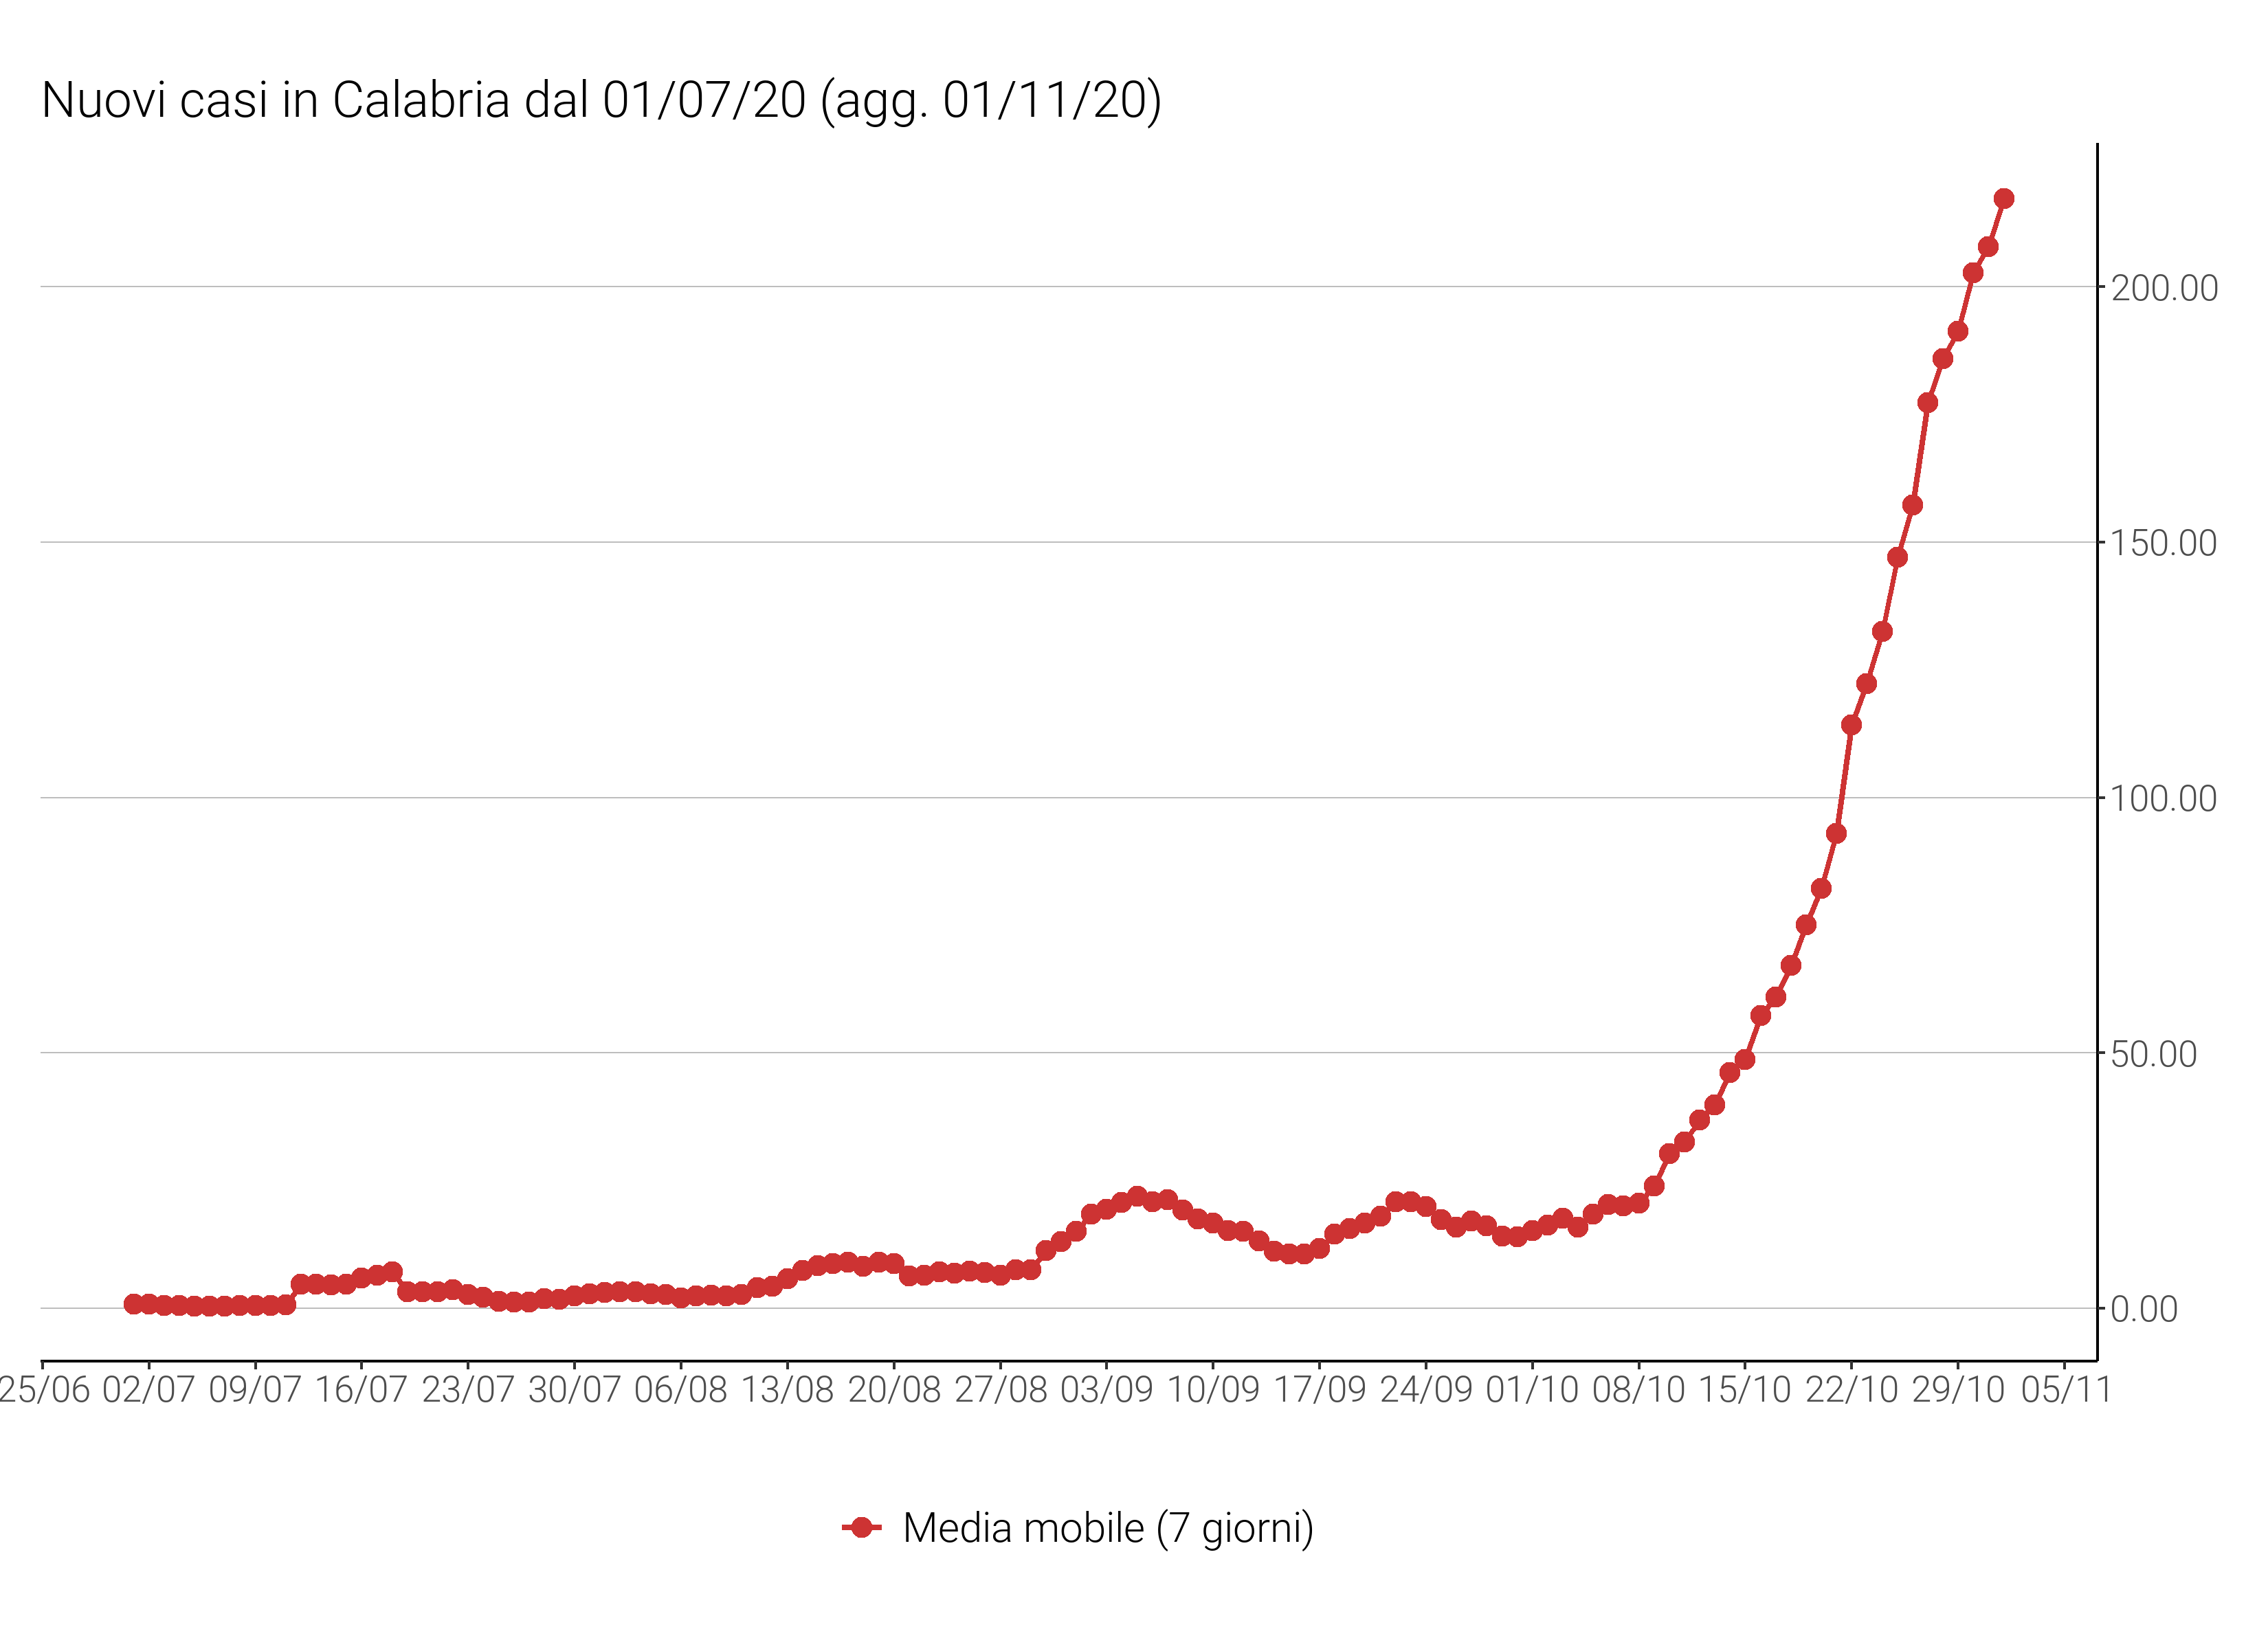 Nuovi casi in Calabria dal 01/07/20 (agg. 01/11/20)
200.00
150.00
100.00
50.00
0.00
25/06 02/07 09/07 16/07 23/07 30/07 06/08 13/08 20/08 27/08 03/09 10/09 17/09 24/09 01/10 08/10 15/10 22/10 29/10 05/11
Media mobile (7 giorni)